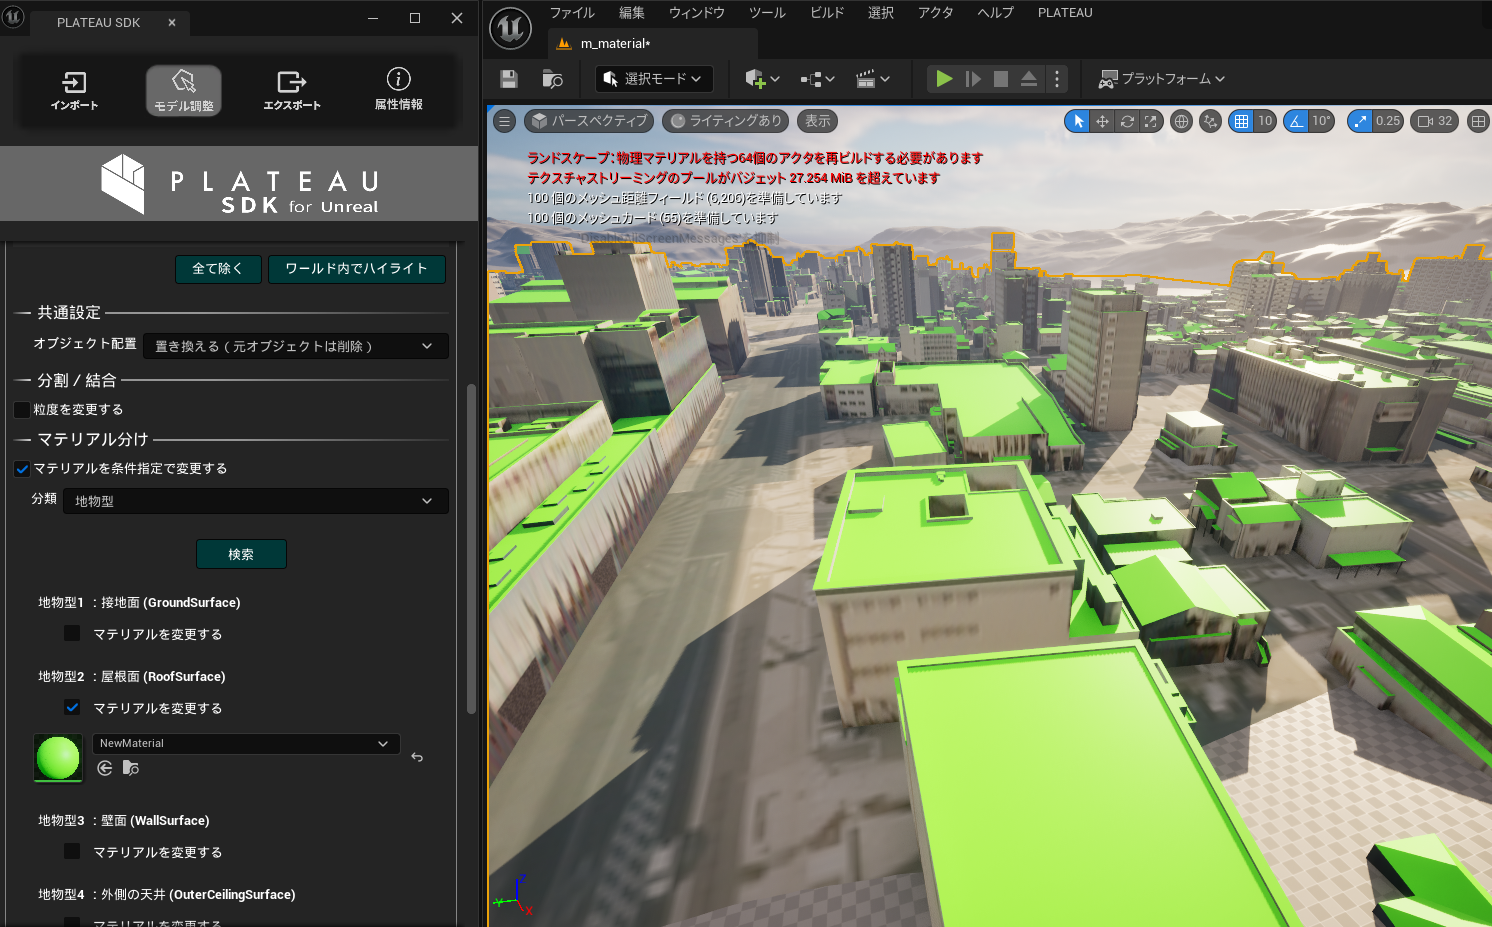 PLATEAU SDK
インポート
モデル調整
エクスポート
属性情報
PLATEAU
SDK for Unreal
全て除く
ワールド内でハイライト
共通設定
オブジェクト配置
置き換える ( 元オブジェクトは削除 )
分割 / 結合
粒度を変更する
マテリアル分け
マテリアルを条件指定で変更する
分類
地物型
検索
地物型1 : 接地面 (GroundSurface)
マテリアルを変更する
地物型2 : 屋根面 (RoofSurface)
マテリアルを変更する
NewMaterial
地物型3 : 壁面 (WallSurface)
マテリアルを変更する
地物型4 : 外側の天井 (OuterCeilingSurface)
マテリアルを変更する
ファイル 編集 ウィンドウ ツール ビルド 選択 アクタ ヘルプ PLATEAU
m_material*
選択モード
プラットフォーム
パースペクティブ
ライティングあり
表示
10
10°
0.25
32
ランドスケープ：物理マテリアルを持つ64個のアクタを再ビルドする必要があります
テクスチャストリーミングのプールがバジェット 27.254 MiB を超えています
100 個のメッシュ距離フィールド (6,206)を準備しています
100 個のメッシュカード (55)を準備しています
'DisableAllScreenMessages' を抑制
Z
Y
X